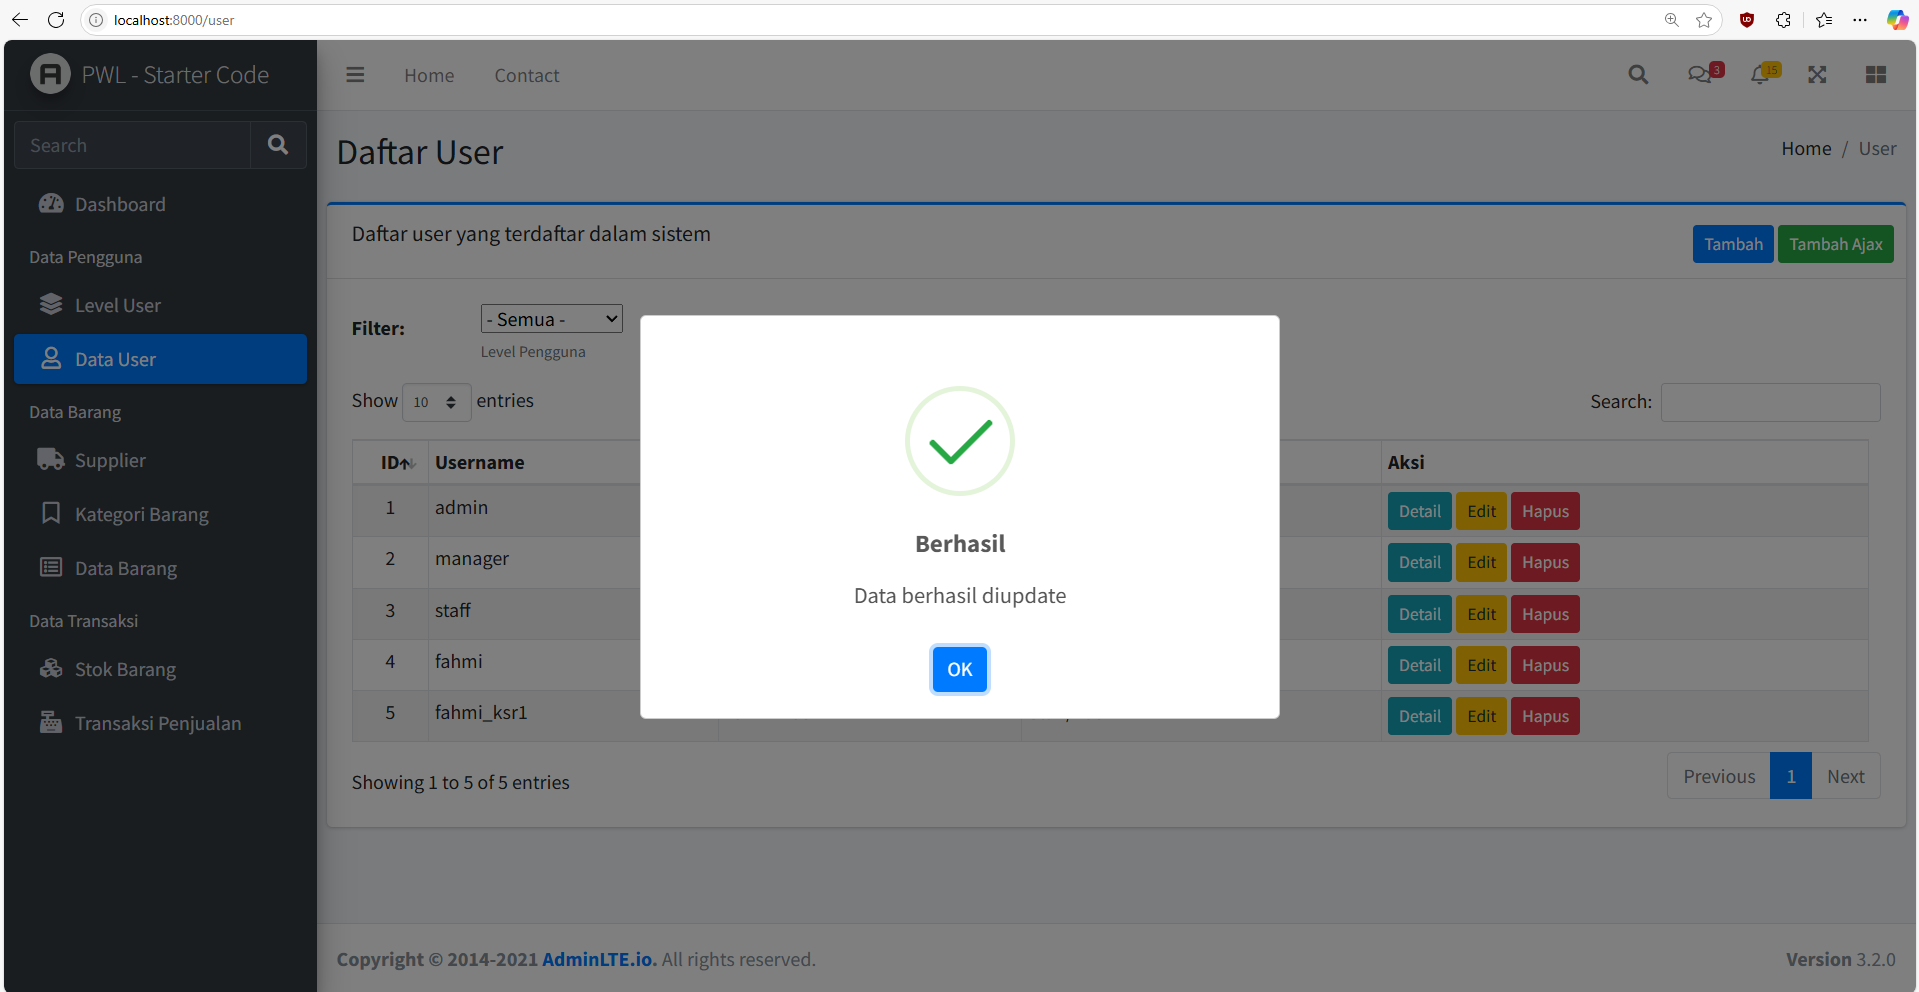 localhost:8000/user
PWL - Starter Code
Home
Contact
3
15
Search
Daftar User
Home / User
Dashboard
Daftar user yang terdaftar dalam sistem
Tambah
Tambah Ajax
Data Pengguna
Level User
Filter:
- Semua -
Level Pengguna
Data User
Show 10 entries
Search:
Data Barang
ID
Username
Aksi
Supplier
1
admin
Detail
Edit
Hapus
Kategori Barang
2
manager
Detail
Edit
Hapus
Data Barang
3
staff
Detail
Edit
Hapus
Data Transaksi
4
fahmi
Detail
Edit
Hapus
Stok Barang
5
fahmi_ksr1
Detail
Edit
Hapus
Transaksi Penjualan
Berhasil
Data berhasil diupdate
OK
Showing 1 to 5 of 5 entries
Previous
1
Next
Copyright © 2014-2021 AdminLTE.io. All rights reserved.
Version 3.2.0